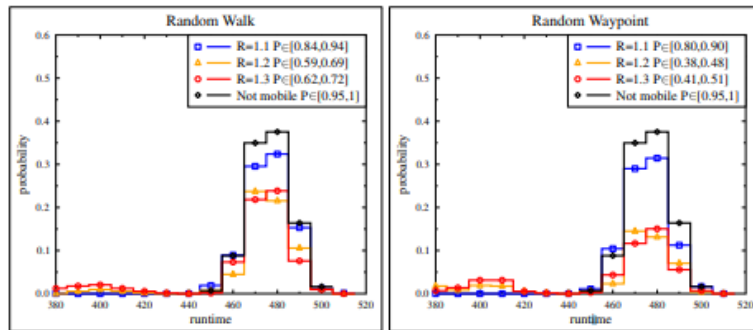 Random Walk
R=1.1 P∈[0.84,0.94]
R=1.2 P∈[0.59,0.69]
R=1.3 P∈[0.62,0.72]
Not mobile P∈[0.95,1]
probability
0.6
0.5
0.4
0.3
0.2
0.1
0.0
380 400 420 440 460 480 500 520
runtime
Random Waypoint
R=1.1 P∈[0.80,0.90]
R=1.2 P∈[0.38,0.48]
R=1.3 P∈[0.41,0.51]
Not mobile P∈[0.95,1]
probability
0.6
0.5
0.4
0.3
0.2
0.1
0.0
380 400 420 440 460 480 500 520
runtime